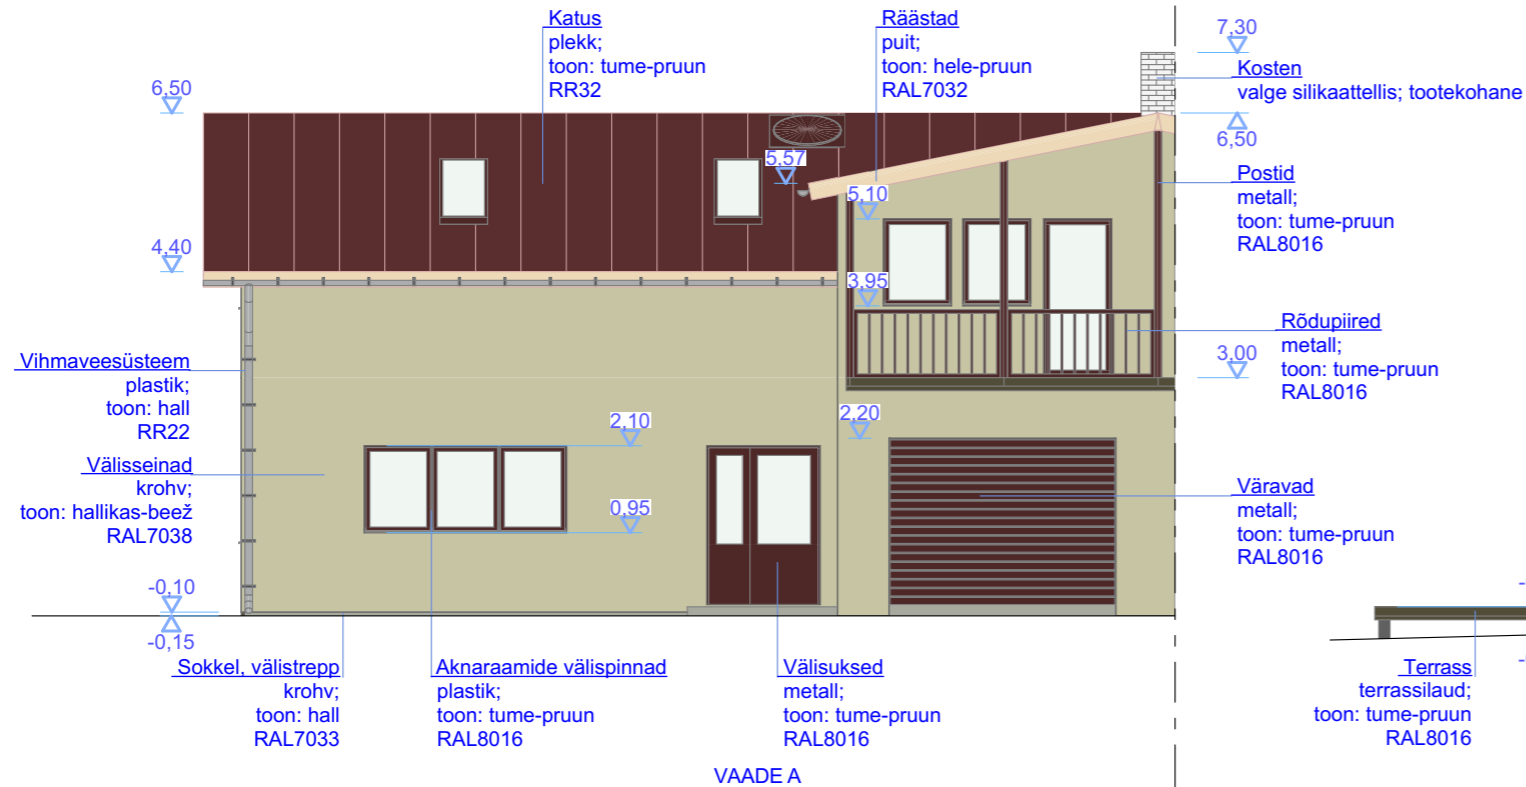 Katus
plekk;
toon: tume-pruun
RR32
Räästad
puit;
toon: hele-pruun
RAL7032
7,30
Kosten
valge silikaattellis; tootekohane
6,50
6,50
5,57
5,10
Postid
metall;
toon: tume-pruun
RAL8016
4,40
3,95
Rõdupiired
metall;
toon: tume-pruun
RAL8016
3,00
Vihmaveesüsteem
plastik;
toon: hall
RR22
2,10
2,20
Välisseinad
krohv;
toon: hallikas-beež
RAL7038
0,95
Väravad
metall;
toon: tume-pruun
RAL8016
-0,10
-0,15
Sokkel, välistrepp
krohv;
toon: hall
RAL7033
Aknaraamide välispinnad
plastik;
toon: tume-pruun
RAL8016
Välisuksed
metall;
toon: tume-pruun
RAL8016
Terrass
terrassilaud;
toon: tume-pruun
RAL8016
VAADE A